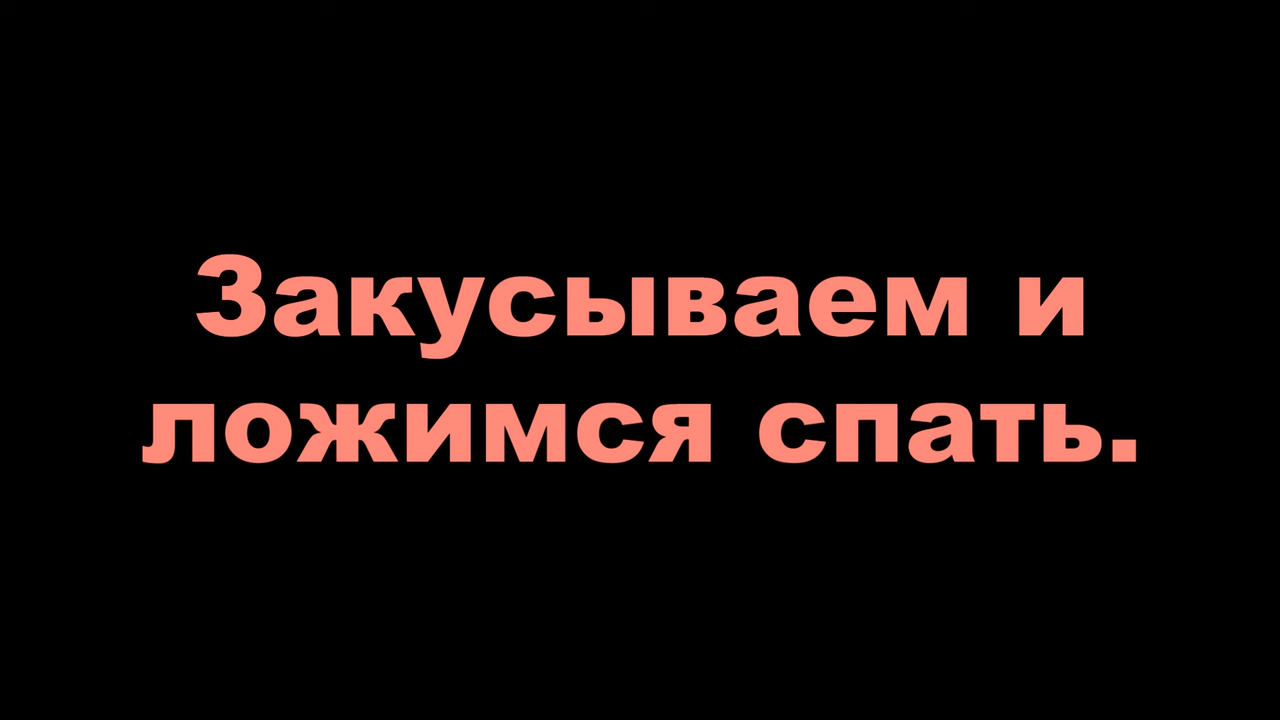 Закусываем и
ложимся спать.